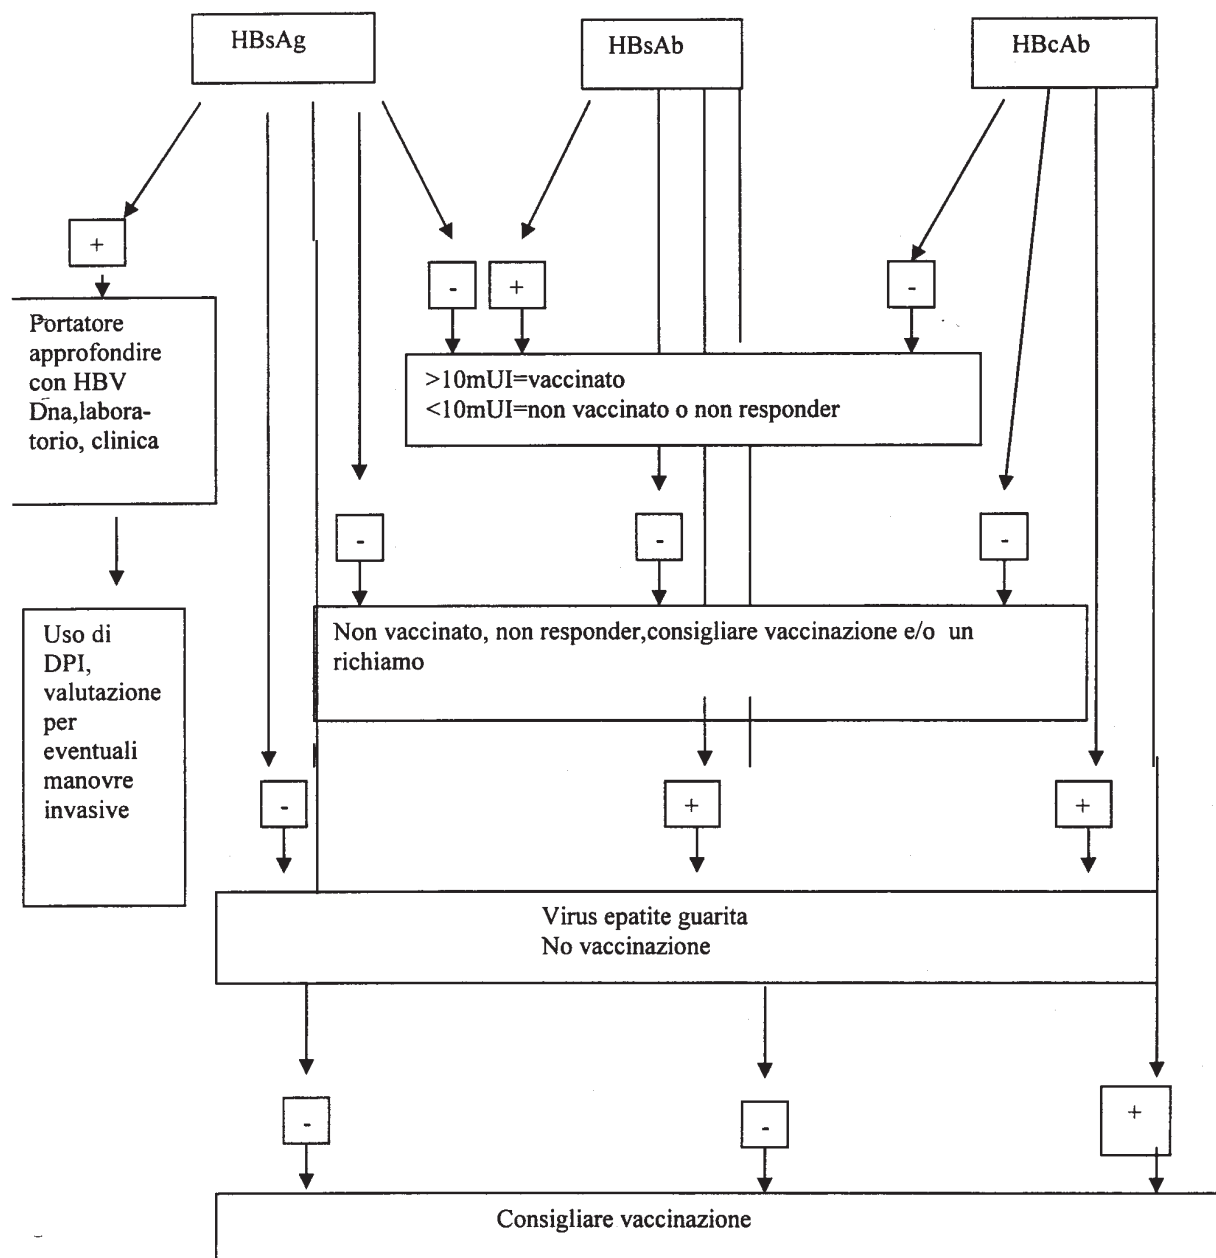 HBsAg
HBsAb
HBcAb
+
-
+
-
Portatore
approfondire
con HBV
Dna,labora-
torio, clinica
>10mUI=vaccinato
<10mUI=non vaccinato o non responder
-
-
-
Uso di
DPI,
valutazione
per
eventuali
manovre
invasive
Non vaccinato, non responder,consigliare vaccinazione e/o un
richiamo
-
+
+
Virus epatite guarita
No vaccinazione
-
-
+
Consigliare vaccinazione